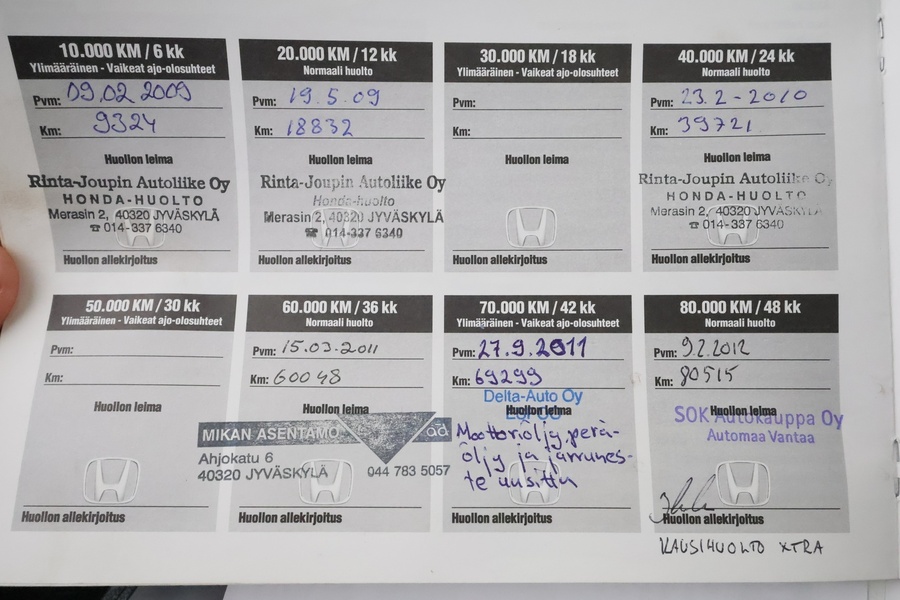 10.000 KM / 6 kk
Ylimääräinen - Vaikeat ajo-olosuhteet
Pvm: 09.02 2009
Km: 9324
Huollon leima
Rinta-Joupin Autoliike Oy
HONDA-HUOLTO
Merasin 2, 40320 JYVÄSKYLÄ
☎ 014-337 6340
Huollon allekirjoitus
20.000 KM / 12 kk
Normaali huolto
Pvm: 19.5.09
Km: 18832
Huollon leima
Rinta-Joupin Autoliike Oy
Honda-huolto
Merasin 2, 40320 JYVÄSKYLÄ
☎ 014-337 6340
Huollon allekirjoitus
30.000 KM / 18 kk
Ylimääräinen - Vaikeat ajo-olosuhteet
Pvm:
Km:
Huollon leima
Huollon allekirjoitus
40.000 KM / 24 kk
Normaali huolto
Pvm: 23.2-2010
Km: 39721
Huollon leima
Rinta-Joupin Autoliike Oy
HONDA-HUOLTO
Merasin 2, 40320 JYVÄSKYLÄ
☎ 014-337 6340
Huollon allekirjoitus
50.000 KM / 30 kk
Ylimääräinen - Vaikeat ajo-olosuhteet
Pvm:
Km:
Huollon leima
Huollon allekirjoitus
60.000 KM / 36 kk
Normaali huolto
Pvm: 15.03.2011
Km: 60048
Huollon leima
MIKAN ASENTAMO
Ahjokatu 6
40320 JYVÄSKYLÄ 044 783 5057
Huollon allekirjoitus
70.000 KM / 42 kk
Ylimääräinen - Vaikeat ajo-olosuhteet
Pvm: 27.9.2011
Km: 69299
Delta-Auto Oy
Huollon leima
Moottoriöljy, perä-
öljy ja jarrunes-
te uusittu
Huollon allekirjoitus
80.000 KM / 48 kk
Normaali huolto
Pvm: 9.2.2012
Km: 80515
Huollon leima
SOK Autokauppa Oy
Automaa Vantaa
Huollon allekirjoitus
KAUSIHUOLTO XTRA